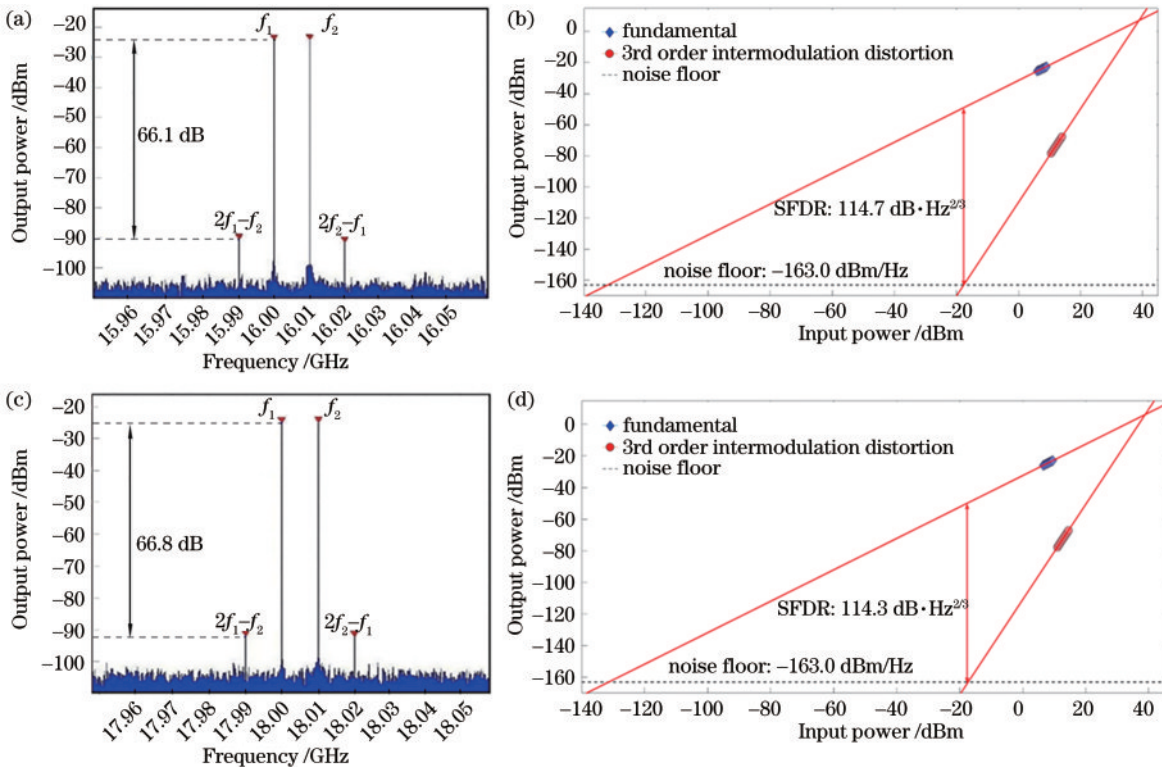 (a)
f₁
f₂
66.1 dB
2f₁–f₂
2f₂–f₁
Output power /dBm
–20
–30
–40
–50
–60
–70
–80
–90
–100
15.96
15.97
15.98
15.99
16.00
16.01
16.02
16.03
16.04
16.05
Frequency /GHz
(b)
fundamental
3rd order intermodulation distortion
noise floor
SFDR: 114.7 dB·Hz^2/3
noise floor: –163.0 dBm/Hz
Output power /dBm
0
–20
–40
–60
–80
–100
–120
–140
–160
–140
–120
–100
–80
–60
–40
–20
0
20
40
Input power /dBm
(c)
f₁
f₂
66.8 dB
2f₁–f₂
2f₂–f₁
Output power /dBm
–20
–30
–40
–50
–60
–70
–80
–90
–100
17.96
17.97
17.98
17.99
18.00
18.01
18.02
18.03
18.04
18.05
Frequency /GHz
(d)
fundamental
3rd order intermodulation distortion
noise floor
SFDR: 114.3 dB·Hz^2/3
noise floor: –163.0 dBm/Hz
Output power /dBm
0
–20
–40
–60
–80
–100
–120
–140
–160
–140
–120
–100
–80
–60
–40
–20
0
20
40
Input power /dBm